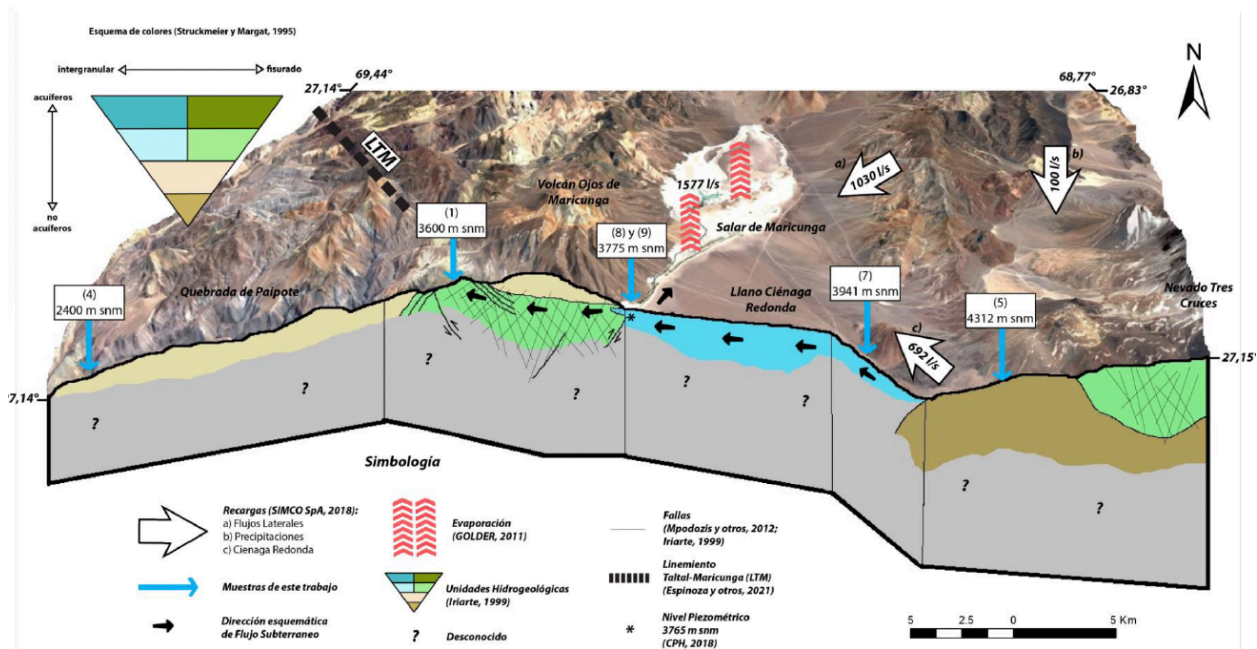 Esquema de colores (Struckmeier y Margat, 1995)
intergranular
fisurado
acuíferos
no
acuíferos
69,44°
27,14°
68,77°
26,83°
N
LTM
Volcán Ojos de
Maricunga
1577 l/s
a)
1030 l/s
b)
100 l/s
(1)
3600 m snm
(8) y (9)
3775 m snm
Salar de Maricunga
(4)
2400 m snm
Quebrada de Paipote
Llano Ciénaga
Redonda
(7)
3941 m snm
(5)
4312 m snm
Nevado Tres
Cruces
c)
692 l/s
*
27,15°
27,14°
?
?
?
?
?
?
?
Simbología
Recargas (SIMCO SpA, 2018):
a) Flujos Laterales
b) Precipitaciones
c) Cienaga Redonda
Muestras de este trabajo
Dirección esquemática
de Flujo Subterraneo
Evaporación
(GOLDER, 2011)
Unidades Hidrogeológicas
(Iriarte, 1999)
?
Desconocido
Fallas
(Mpodozis y otros, 2012;
Iriarte, 1999)
Linemiento
Taltal-Maricunga (LTM)
(Espinoza y otros, 2021)
*
Nivel Piezométrico
3765 m snm
(CPH, 2018)
5 2.5 0 5 Km